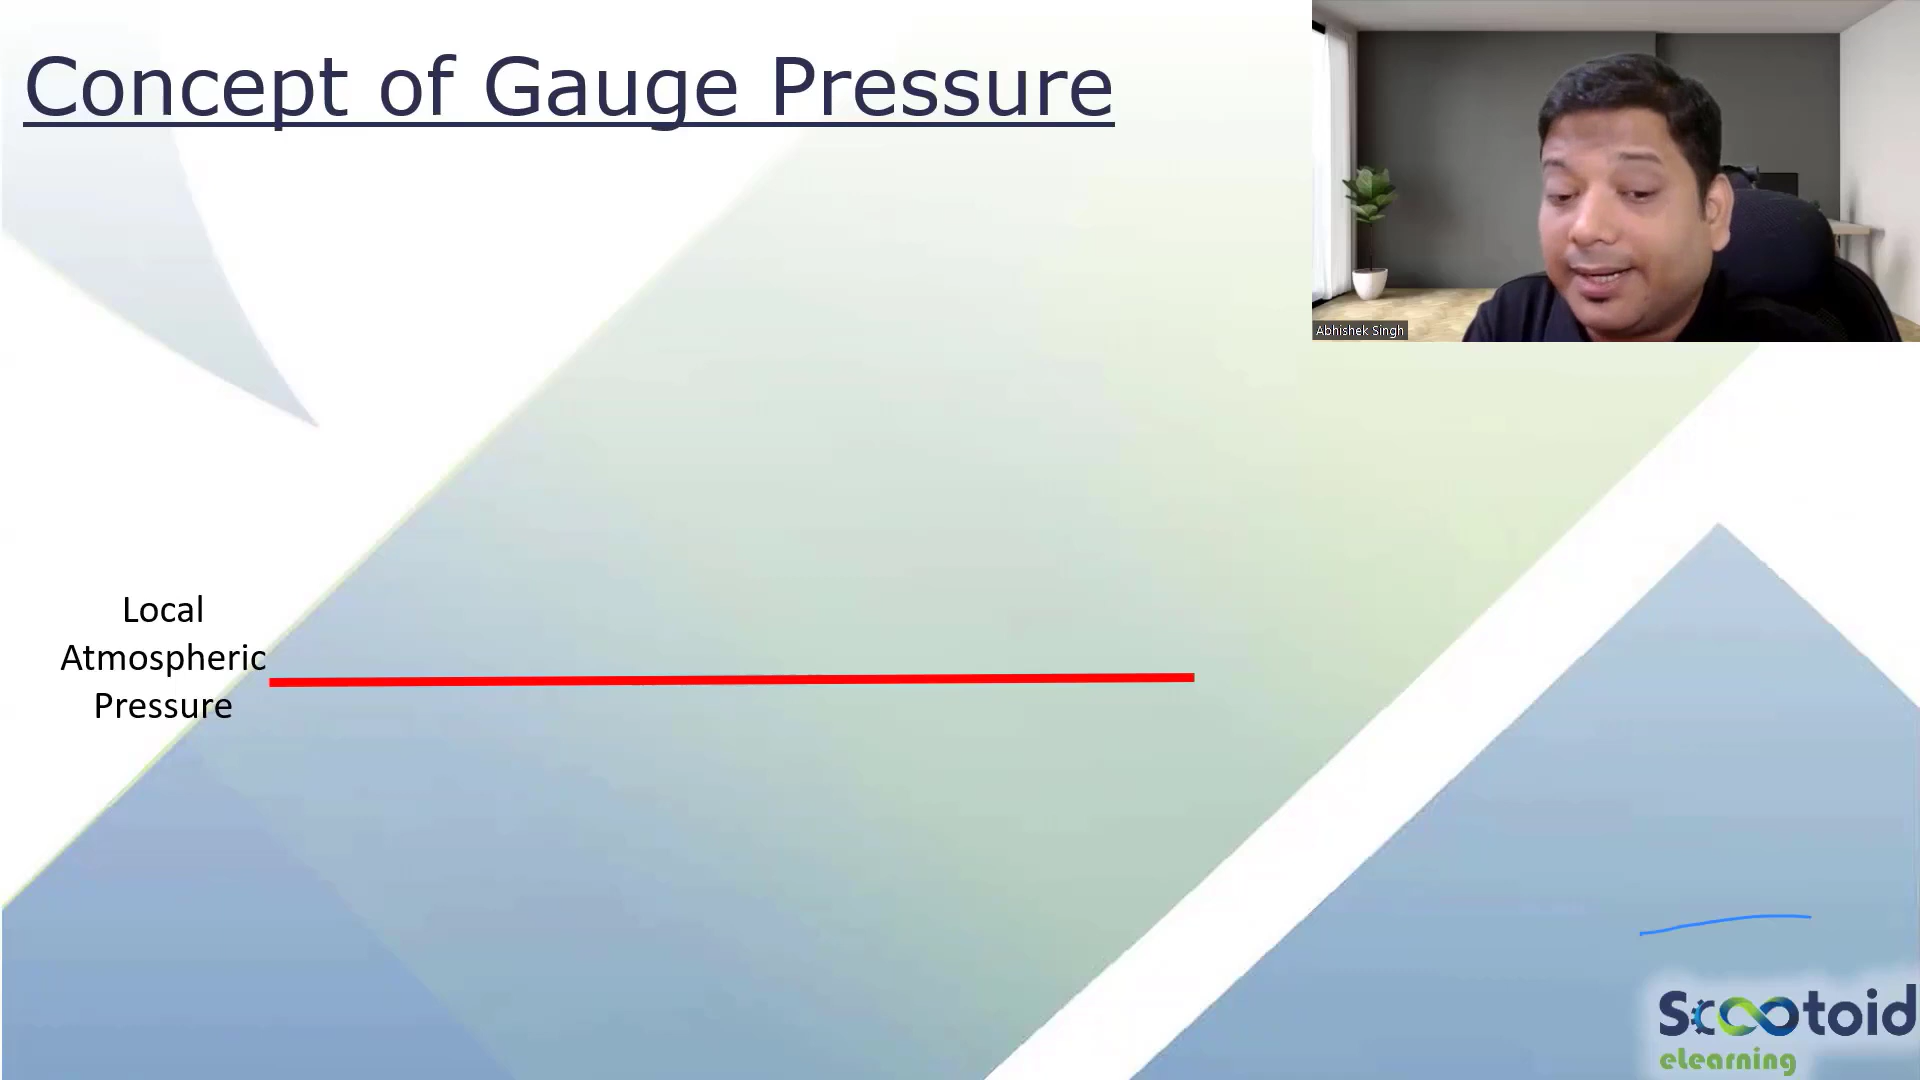 Concept of Gauge Pressure
Abhishek Singh
Local
Atmospheric
Pressure
Scootoid
eLearning